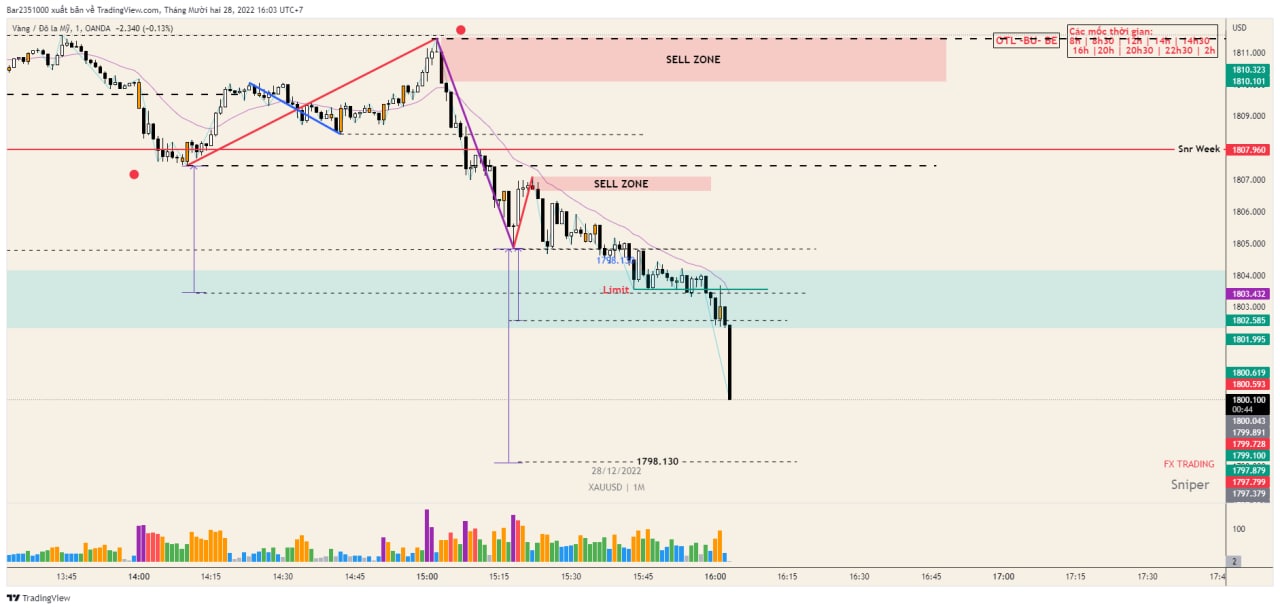 Bar2351000 xuất bản về TradingView.com, Tháng Mười hai 28, 2022 16:03 UTC+7
Vàng / Đô la Mỹ, 1, OANDA −2.340 (−0.13%)
USD
Các mốc thời gian:
GTL -BU- BE
8h | 8h30 | 12h | 14h | 14h30
16h |20h | 20h30 | 22h30 | 2h
SELL ZONE
1811.000
1810.323
1810.101
1809.000
Snr Week
1807.960
SELL ZONE
1807.000
1806.000
1805.000
1798.130
1804.000
Limit
1803.432
1803.000
1802.585
1801.995
1800.619
1800.593
1800.100
00:44
1800.043
1799.891
1799.728
1799.100
1798.130
FX TRADING
28/12/2022
1797.879
1797.799
XAUUSD | 1M
Sniper
1797.379
100
2
13:45 14:00 14:15 14:30 14:45 15:00 15:15 15:30 15:45 16:00 16:15 16:30 16:45 17:00 17:15 17:30 17:4
TradingView